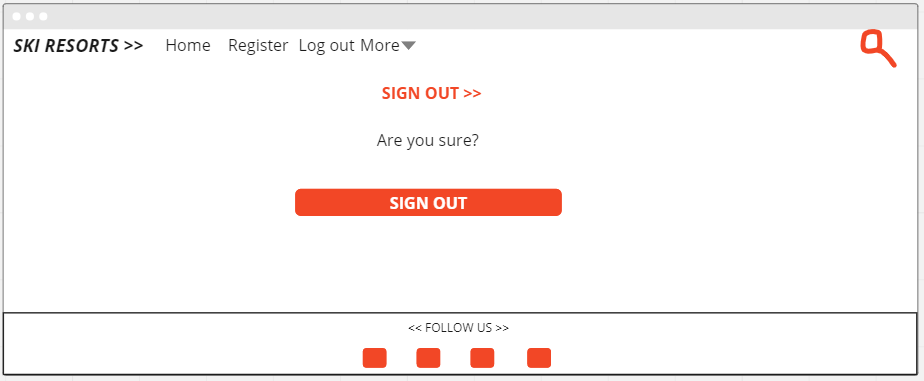 SKI RESORTS >> Home Register Log out More
SIGN OUT >>
Are you sure?
SIGN OUT
<< FOLLOW US >>